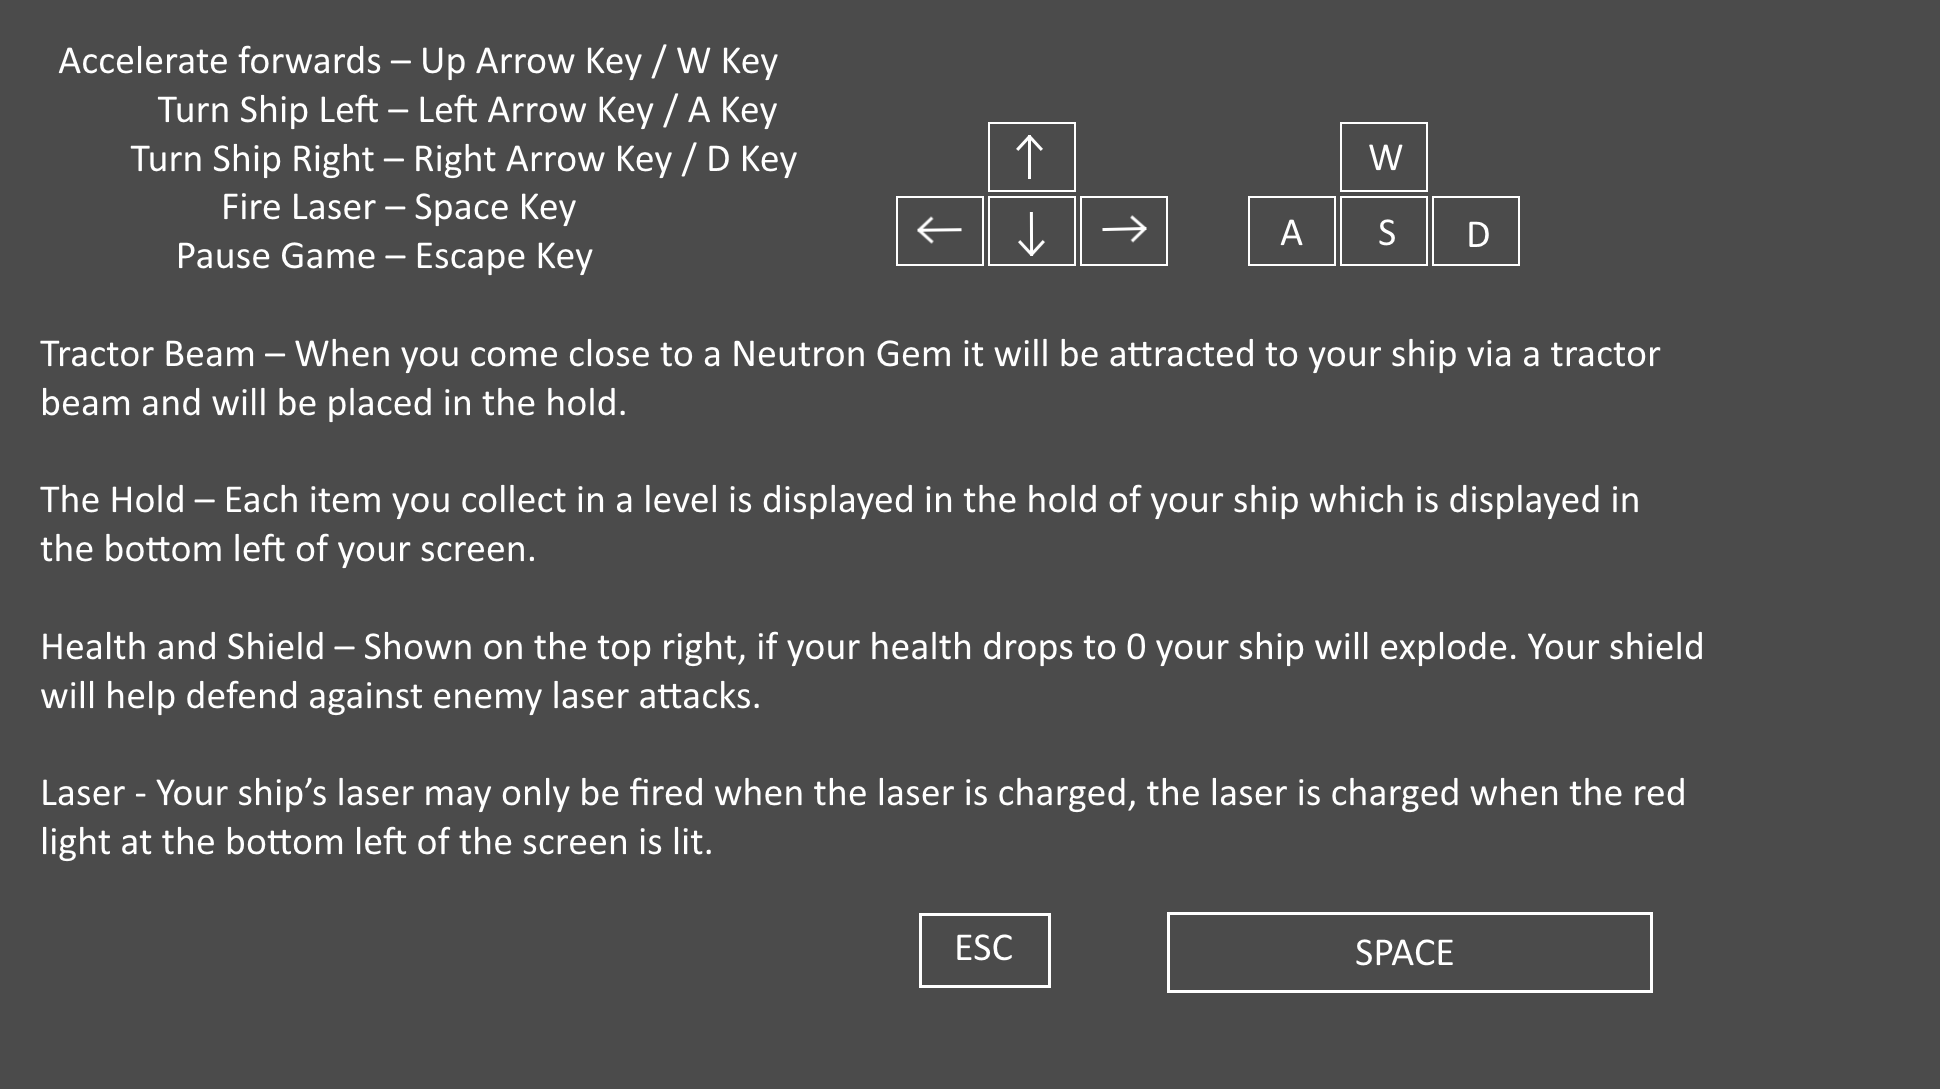 Accelerate forwards – Up Arrow Key / W Key
Turn Ship Left – Left Arrow Key / A Key
Turn Ship Right – Right Arrow Key / D Key
Fire Laser – Space Key
Pause Game – Escape Key
↑
← ↓ →
W
A S D
Tractor Beam – When you come close to a Neutron Gem it will be attracted to your ship via a tractor
beam and will be placed in the hold.
The Hold – Each item you collect in a level is displayed in the hold of your ship which is displayed in
the bottom left of your screen.
Health and Shield – Shown on the top right, if your health drops to 0 your ship will explode. Your shield
will help defend against enemy laser attacks.
Laser - Your ship’s laser may only be fired when the laser is charged, the laser is charged when the red
light at the bottom left of the screen is lit.
ESC
SPACE